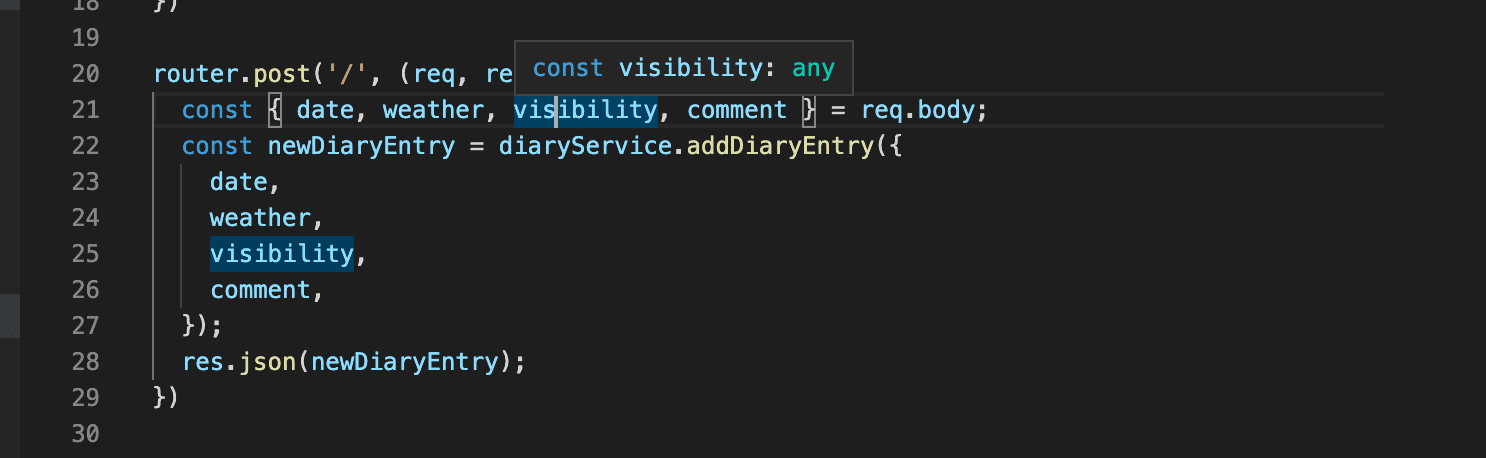 18 })
19
20 router.post('/', (req, re
const visibility: any
21 const { date, weather, visibility, comment } = req.body;
22 const newDiaryEntry = diaryService.addDiaryEntry({
23 date,
24 weather,
25 visibility,
26 comment,
27 });
28 res.json(newDiaryEntry);
29 })
30